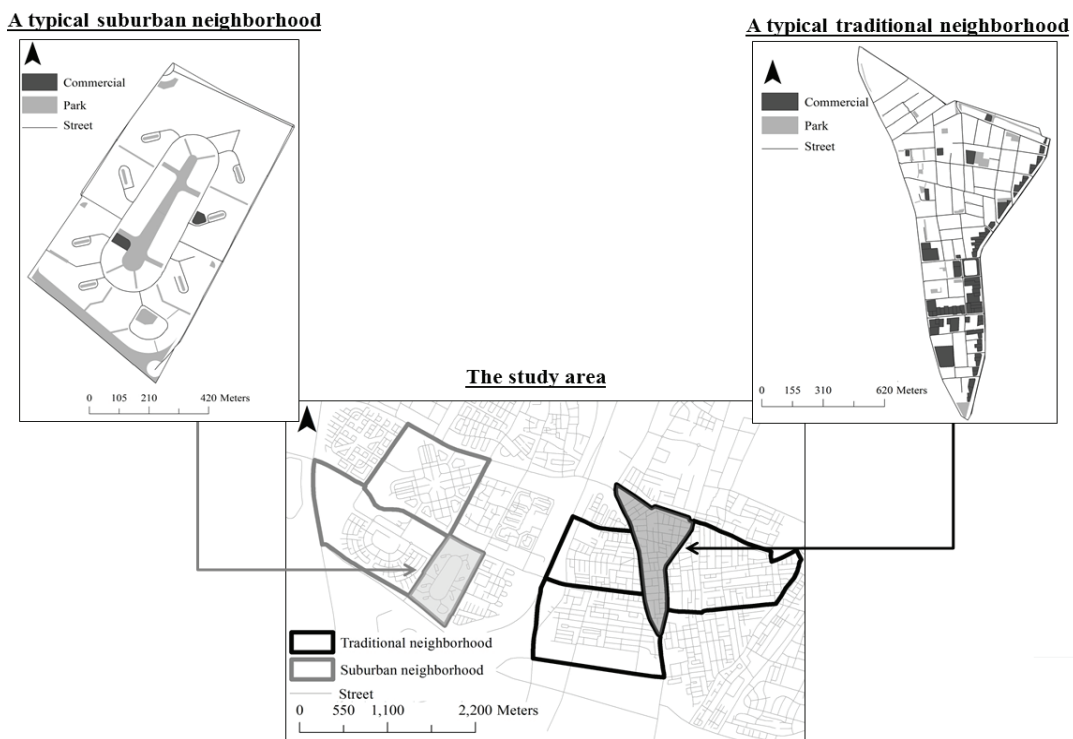 A typical suburban neighborhood
Commercial
Park
Street
0 105 210 420 Meters
A typical traditional neighborhood
Commercial
Park
Street
0 155 310 620 Meters
The study area
Traditional neighborhood
Suburban neighborhood
Street
0 550 1,100 2,200 Meters